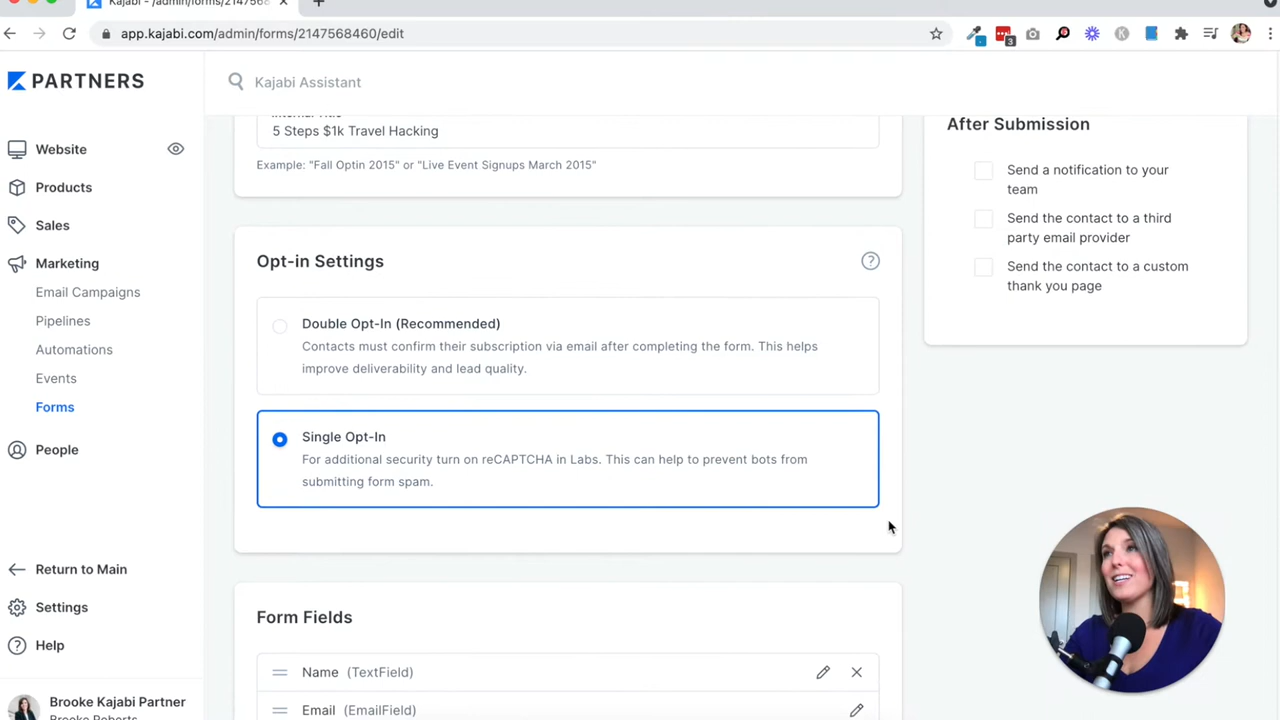 Kajabi - /admin/forms/2147568
app.kajabi.com/admin/forms/2147568460/edit
3
PARTNERS
Kajabi Assistant
Website
Products
Sales
Marketing
Email Campaigns
Pipelines
Automations
Events
Forms
People
Return to Main
Settings
Help
Brooke Kajabi Partner
Brooke Roberts
Internal Title
5 Steps $1k Travel Hacking
Example: "Fall Optin 2015" or "Live Event Signups March 2015"
Opt-in Settings
Double Opt-In (Recommended)
Contacts must confirm their subscription via email after completing the form. This helps
improve deliverability and lead quality.
Single Opt-In
For additional security turn on reCAPTCHA in Labs. This can help to prevent bots from
submitting form spam.
Form Fields
Name (TextField)
Email (EmailField)
After Submission
Send a notification to your
team
Send the contact to a third
party email provider
Send the contact to a custom
thank you page